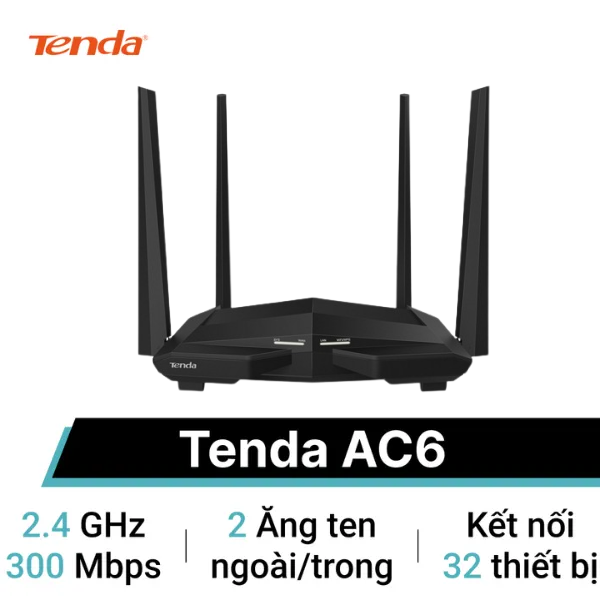 Tenda
Tenda
Tenda AC6
2.4 GHz
300 Mbps
2 Ăng ten
ngoài/trong
Kết nối
32 thiết bị